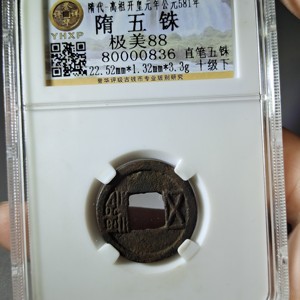 隋代·高祖开皇元年公元581年
隋五铢
YHXP
极美88
80000836 直笔五铢
22.52mm*1.32mm*3.3g 十级下
五